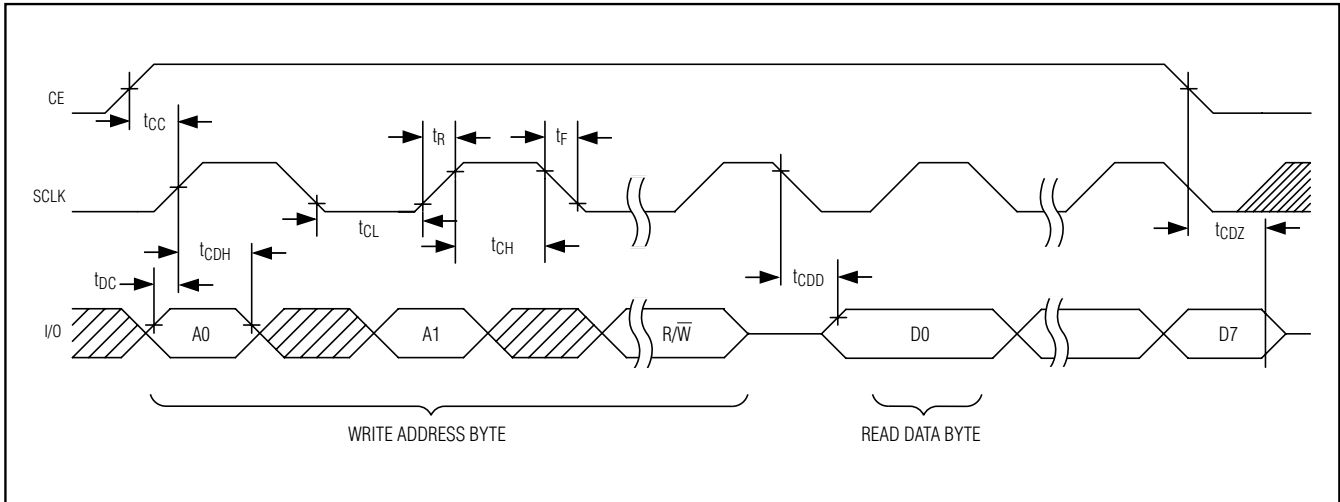 CE
tCC
tR
tF
SCLK
tCL
tCDZ
tCDH
tCH
tDC
tCDD
I/O
A0
A1
R/W̅
D0
D7
WRITE ADDRESS BYTE
READ DATA BYTE